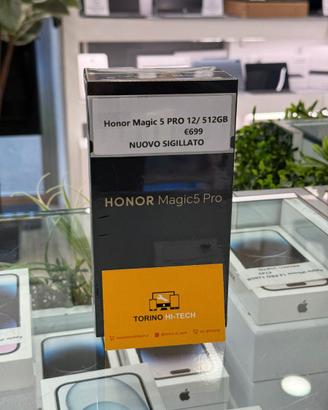 Honor Magic 5 PRO 12/ 512GB
€699
NUOVO SIGILLATO
HONOR Magic5 Pro
TORINO HI-TECH